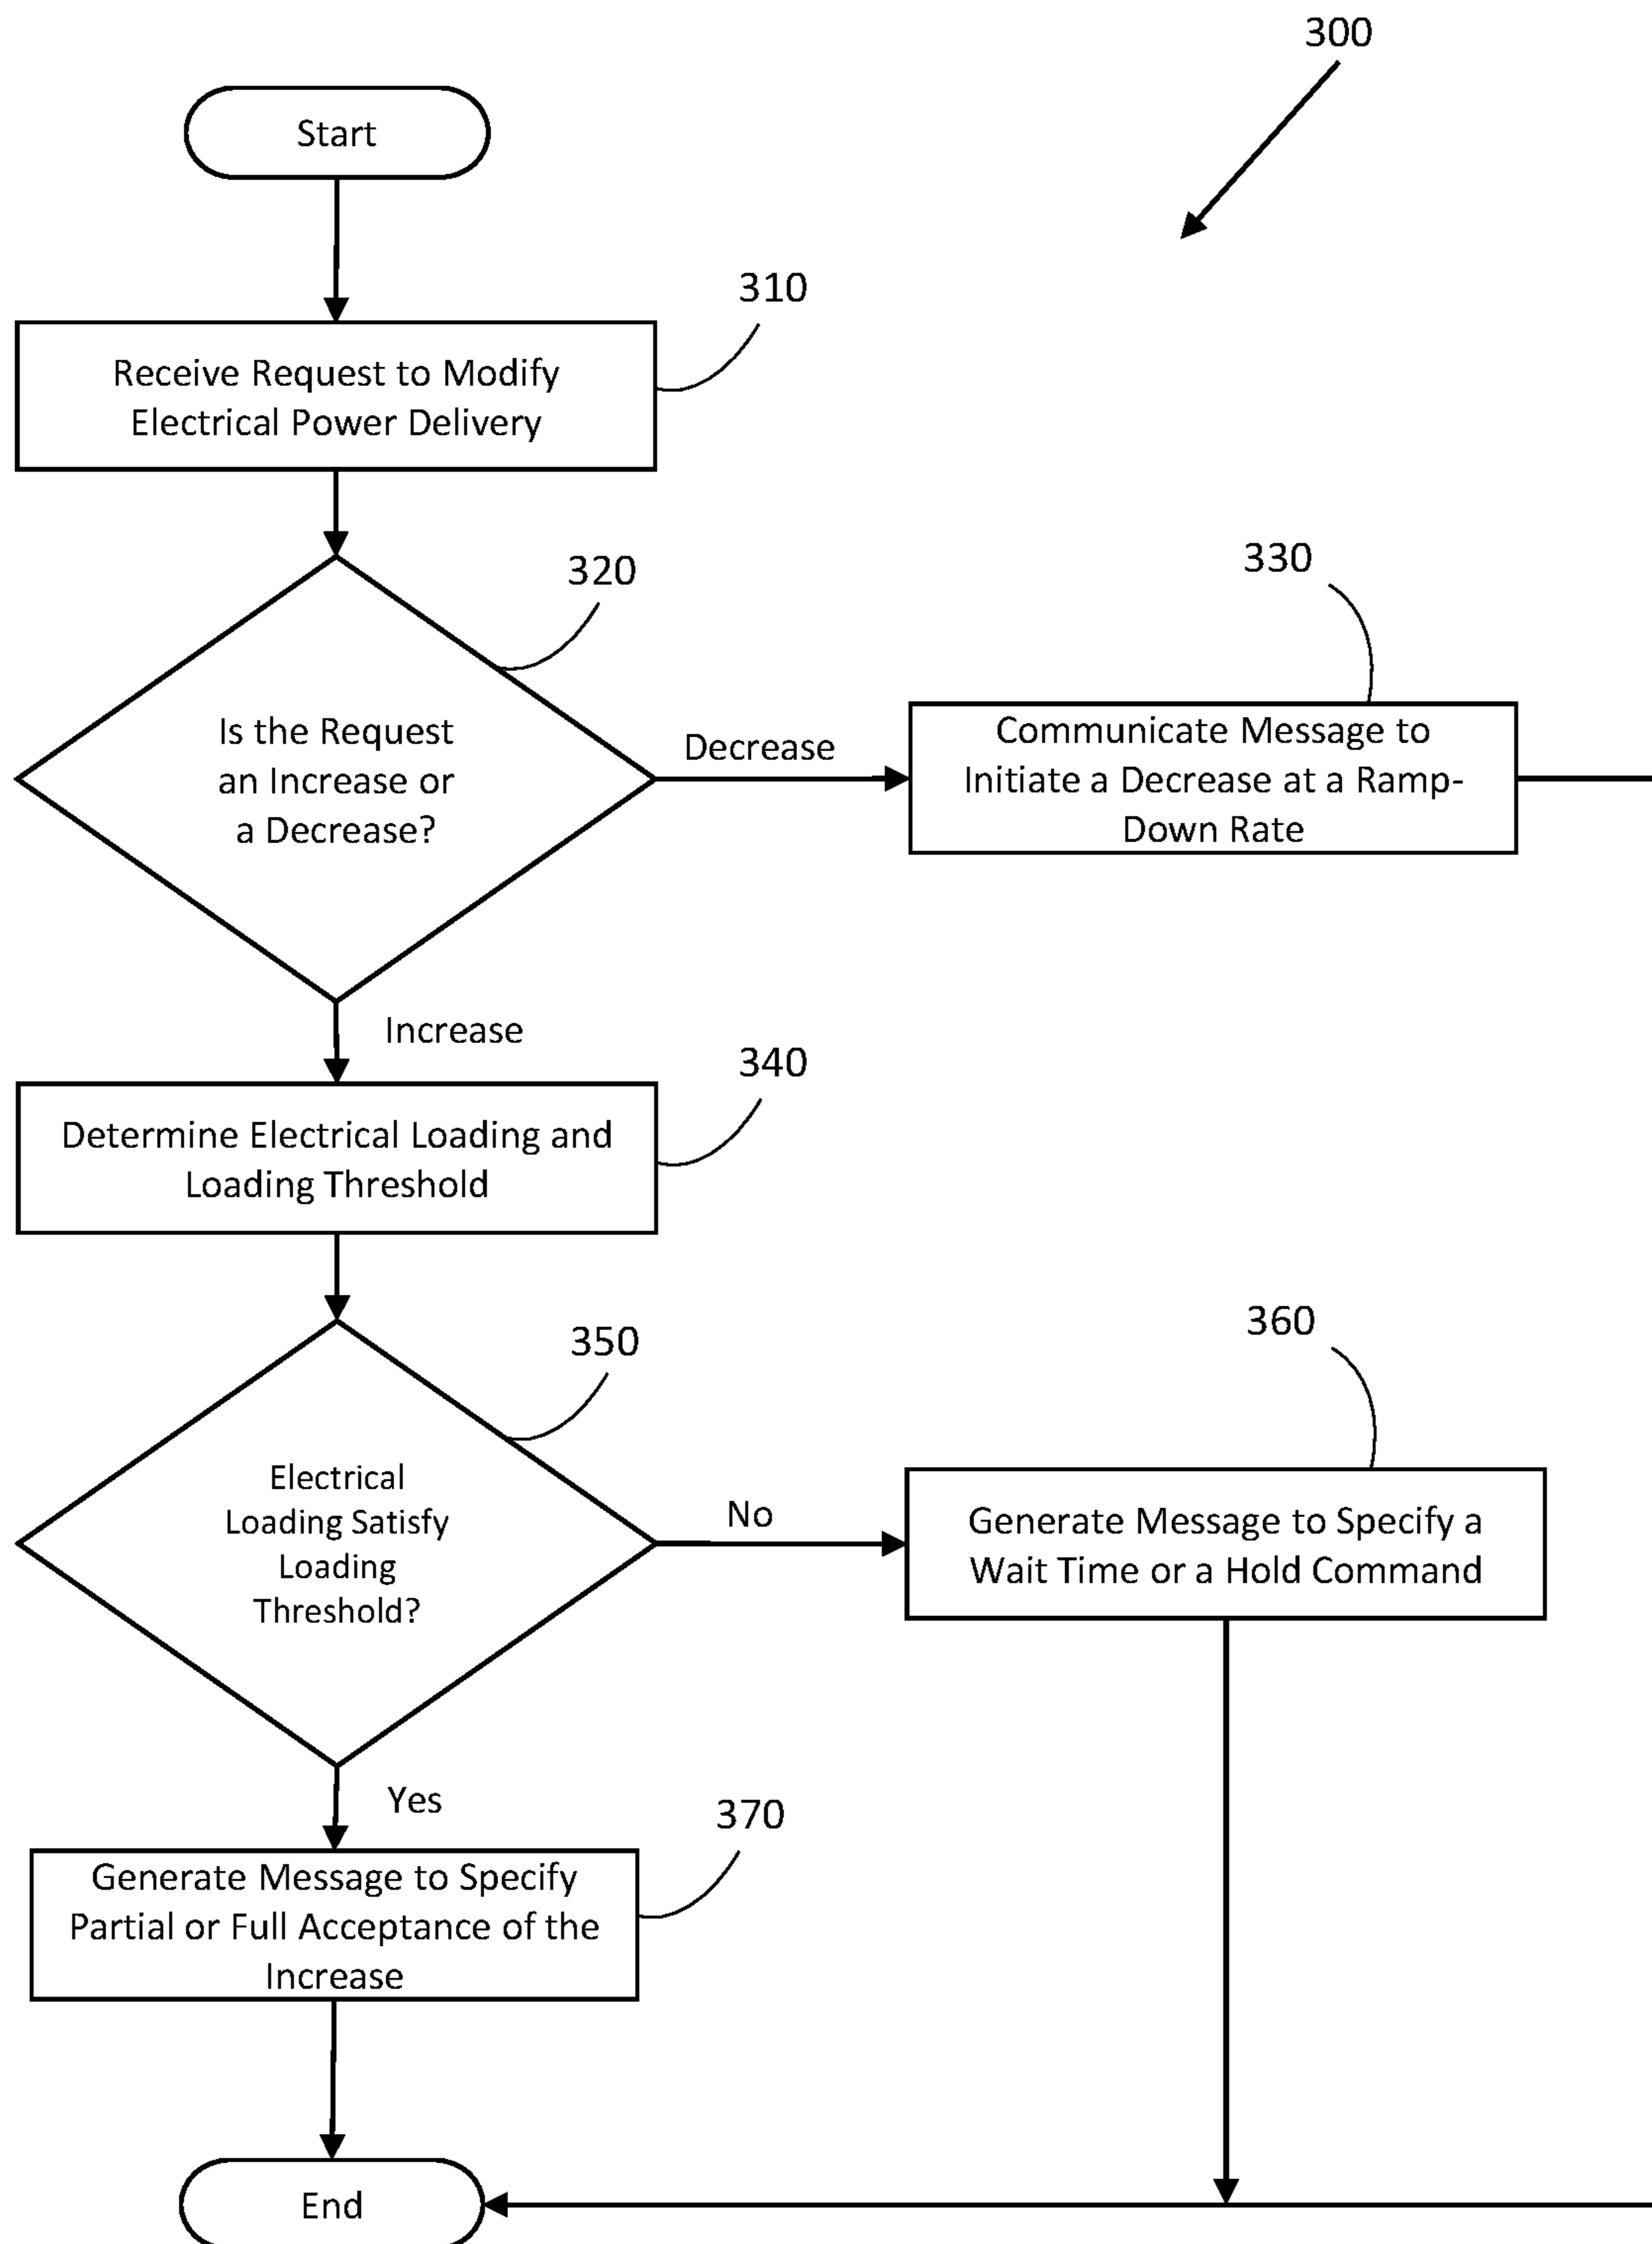 300
Start
310
Receive Request to Modify
Electrical Power Delivery
320
330
Is the Request
an Increase or
a Decrease?
Decrease
Communicate Message to
Initiate a Decrease at a Ramp-
Down Rate
Increase
340
Determine Electrical Loading and
Loading Threshold
350
360
Electrical
Loading Satisfy
Loading
Threshold?
No
Generate Message to Specify a
Wait Time or a Hold Command
Yes
370
Generate Message to Specify
Partial or Full Acceptance of the
Increase
End